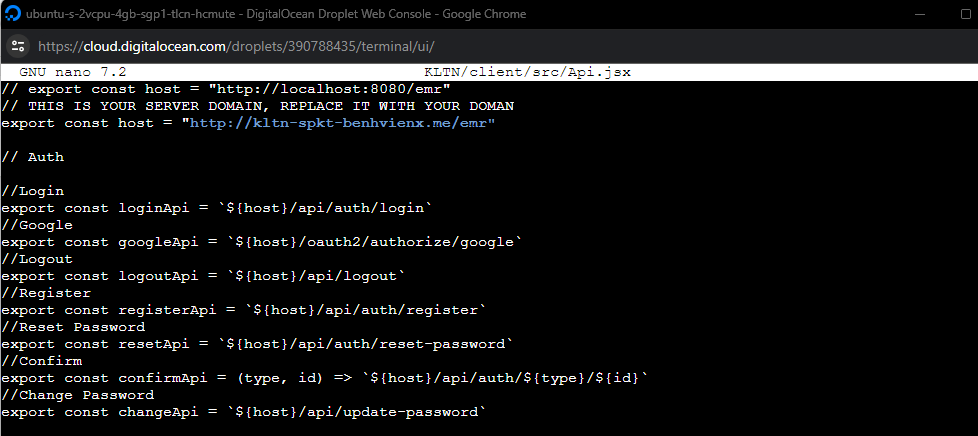 ubuntu-s-2vcpu-4gb-sgp1-tlcn-hcmute - DigitalOcean Droplet Web Console - Google Chrome
https://cloud.digitalocean.com/droplets/390788435/terminal/ui/
GNU nano 7.2 KLTN/client/src/Api.jsx
// export const host = "http://localhost:8080/emr"
// THIS IS YOUR SERVER DOMAIN, REPLACE IT WITH YOUR DOMAN
export const host = "http://kltn-spkt-benhvienx.me/emr"
// Auth
//Login
export const loginApi = `${host}/api/auth/login`
//Google
export const googleApi = `${host}/oauth2/authorize/google`
//Logout
export const logoutApi = `${host}/api/logout`
//Register
export const registerApi = `${host}/api/auth/register`
//Reset Password
export const resetApi = `${host}/api/auth/reset-password`
//Confirm
export const confirmApi = (type, id) => `${host}/api/auth/${type}/${id}`
//Change Password
export const changeApi = `${host}/api/update-password`